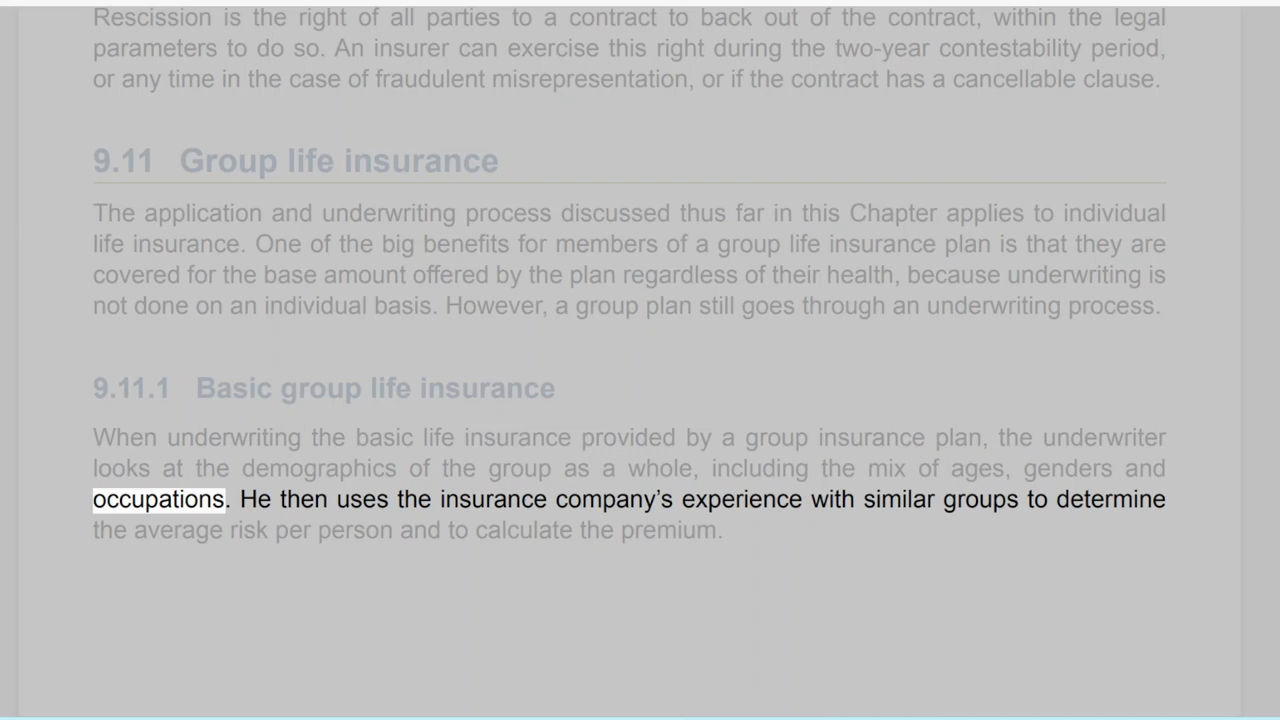 Rescission is the right of all parties to a contract to back out of the contract, within the legal
parameters to do so. An insurer can exercise this right during the two-year contestability period,
or any time in the case of fraudulent misrepresentation, or if the contract has a cancellable clause.
9.11 Group life insurance
The application and underwriting process discussed thus far in this Chapter applies to individual
life insurance. One of the big benefits for members of a group life insurance plan is that they are
covered for the base amount offered by the plan regardless of their health, because underwriting is
not done on an individual basis. However, a group plan still goes through an underwriting process.
9.11.1 Basic group life insurance
When underwriting the basic life insurance provided by a group insurance plan, the underwriter
looks at the demographics of the group as a whole, including the mix of ages, genders and
occupations. He then uses the insurance company’s experience with similar groups to determine
the average risk per person and to calculate the premium.